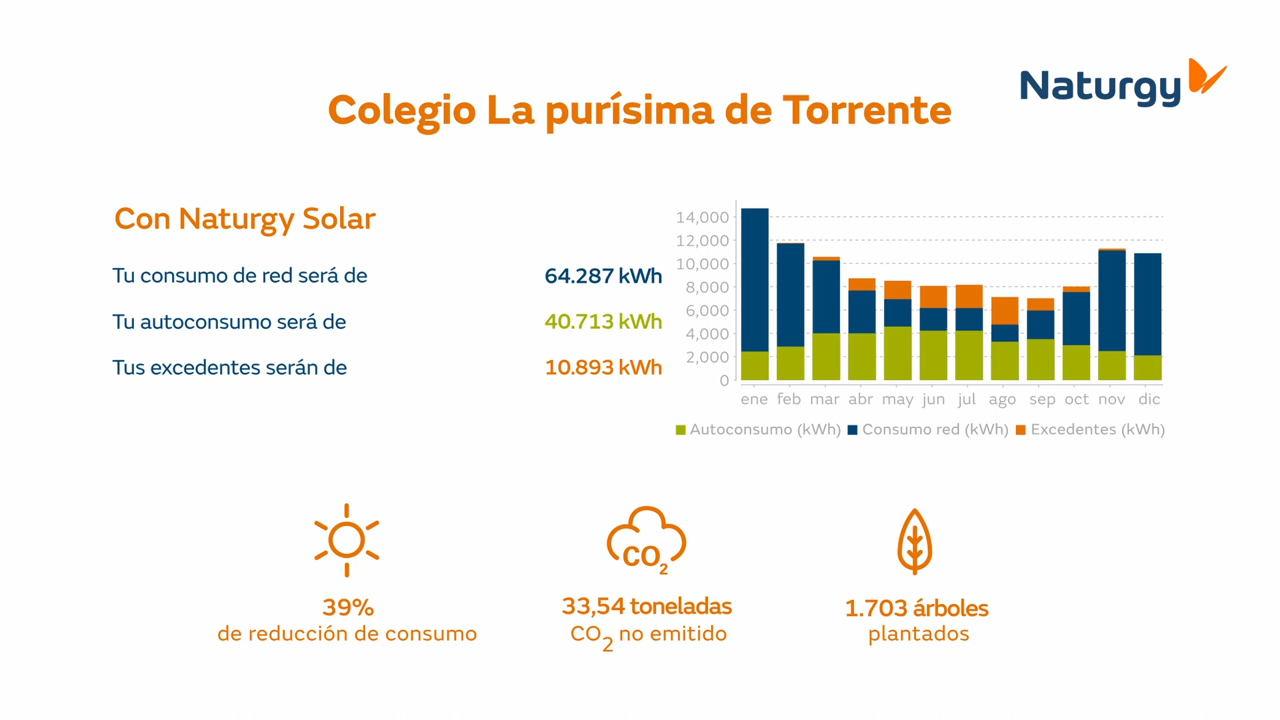 Naturgy
Colegio La purísima de Torrente
Con Naturgy Solar
Tu consumo de red será de 64.287 kWh
Tu autoconsumo será de 40.713 kWh
Tus excedentes serán de 10.893 kWh
14,000
12,000
10,000
8,000
6,000
4,000
2,000
0
ene feb mar abr may jun jul ago sep oct nov dic
Autoconsumo (kWh) Consumo red (kWh) Excedentes (kWh)
CO2
39%
de reducción de consumo
33,54 toneladas
CO2 no emitido
1.703 árboles
plantados